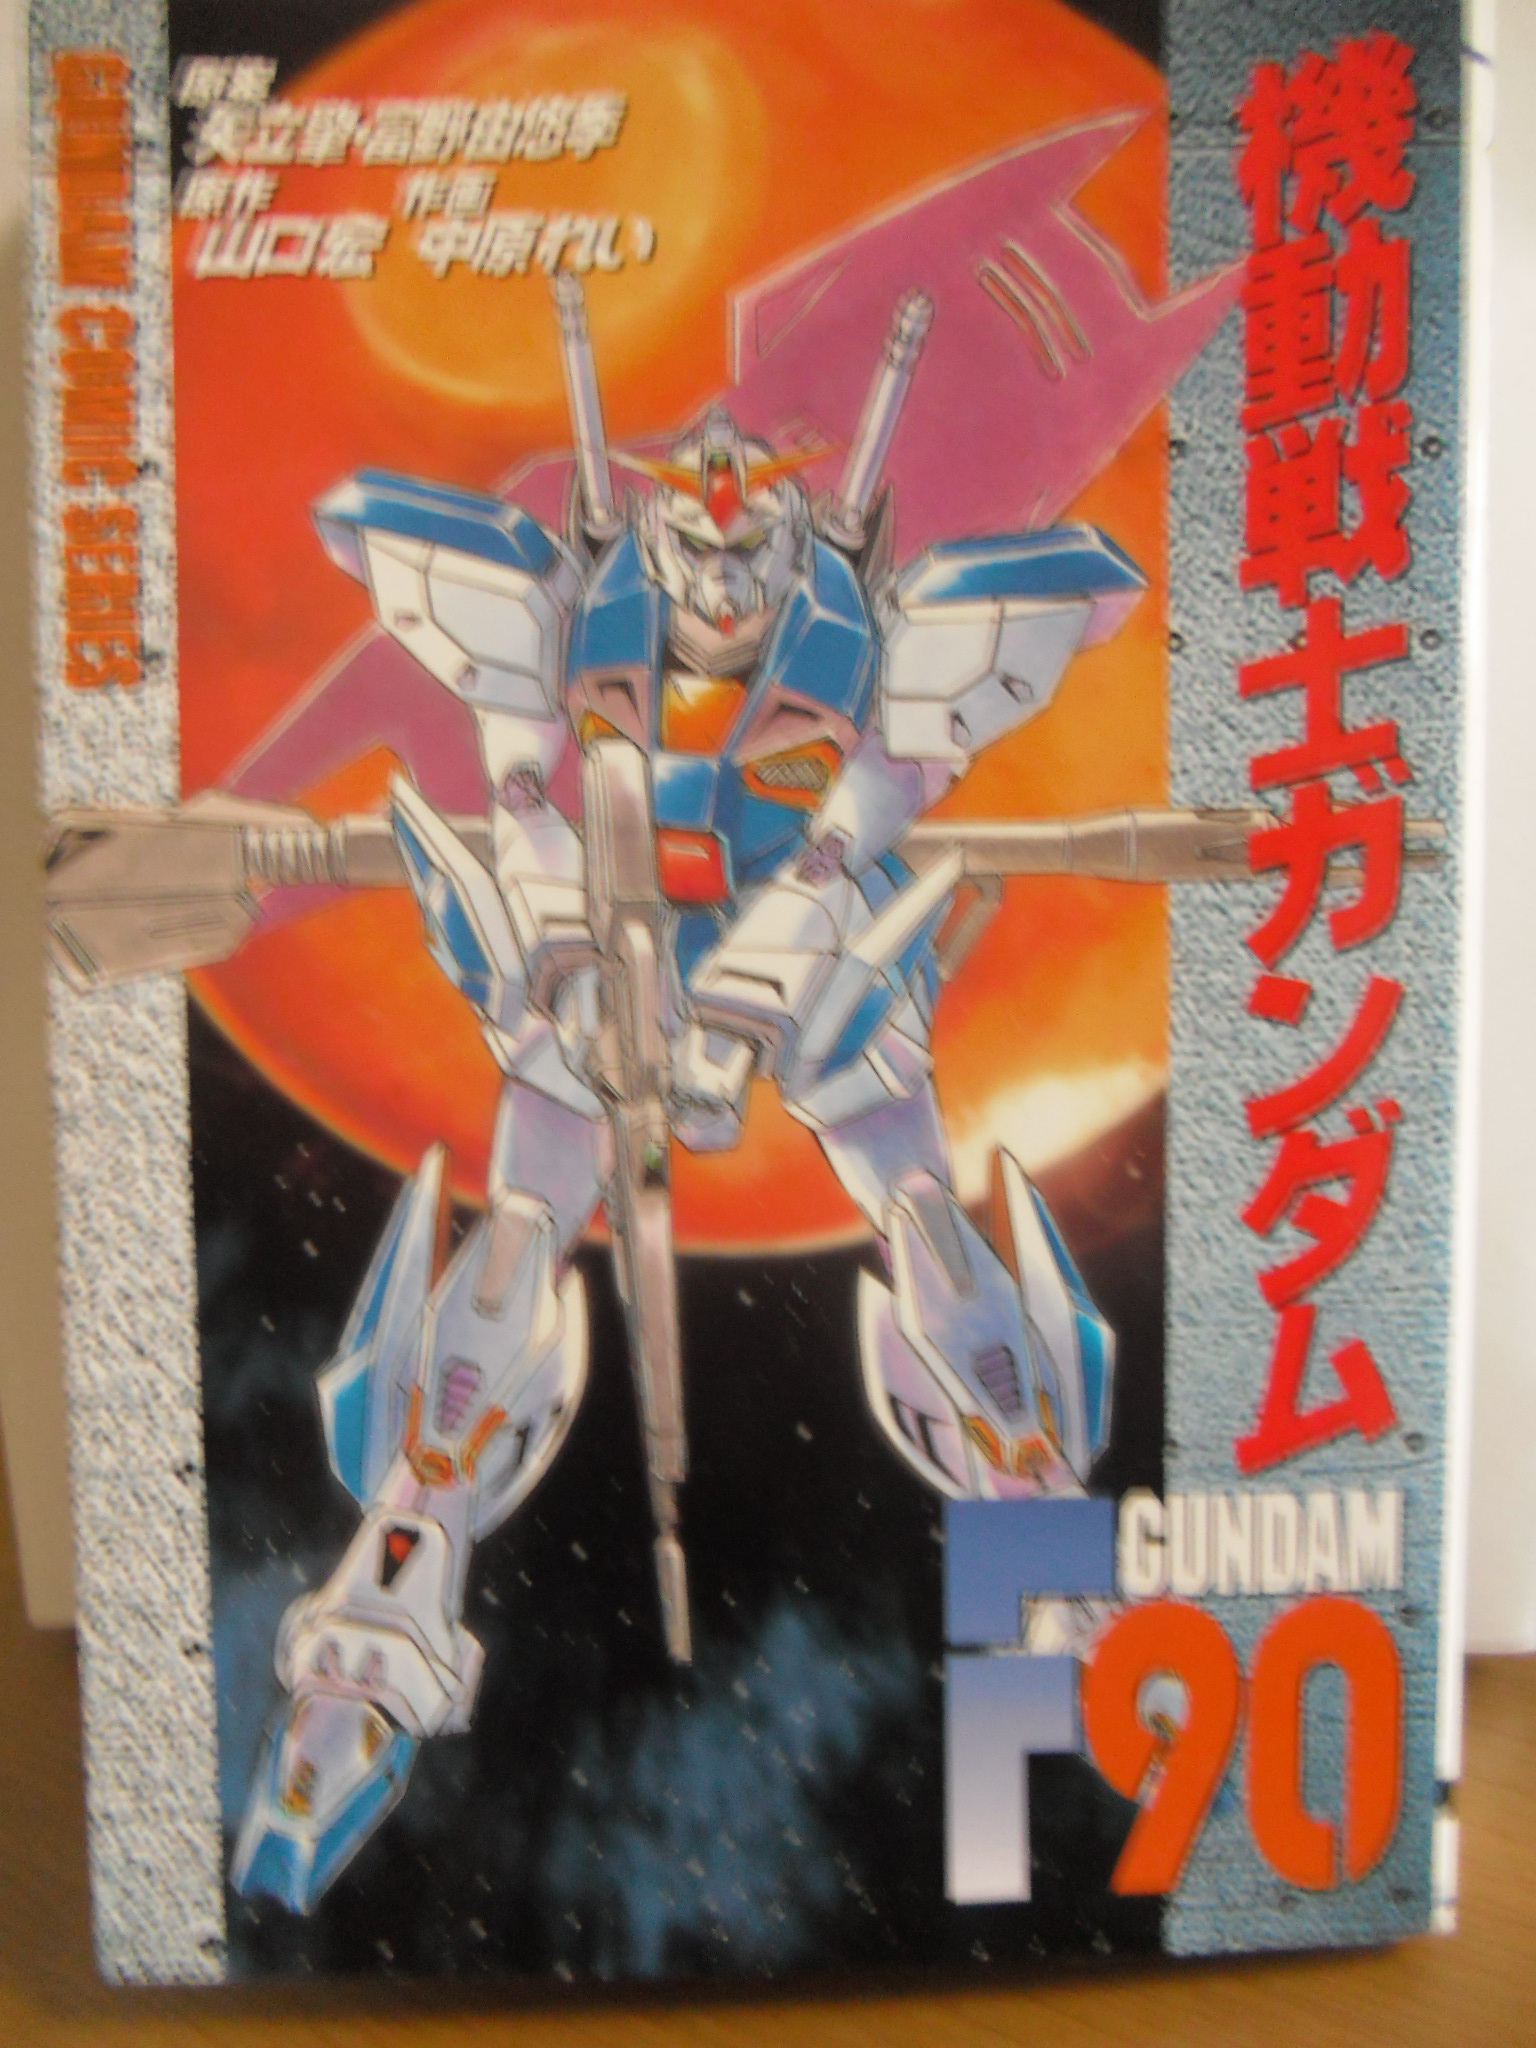 原案
矢立肇・富野由悠季
原作 作画
山口宏 中原れい
機動戦士ガンダム
GUNDAM
F90
COMIC SERIES